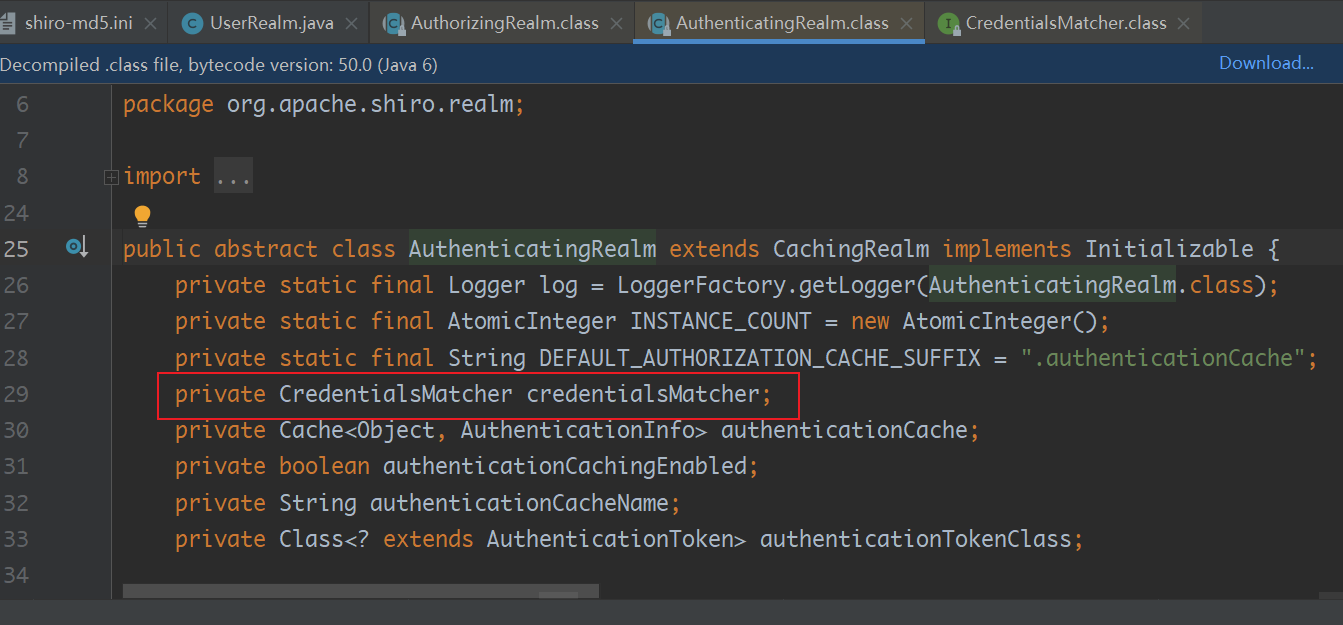 shiro-md5.ini UserRealm.java AuthorizingRealm.class AuthenticatingRealm.class CredentialsMatcher.class
Decompiled .class file, bytecode version: 50.0 (Java 6) Download...
6 package org.apache.shiro.realm;
7
8 import ...
24
25 public abstract class AuthenticatingRealm extends CachingRealm implements Initializable {
26 private static final Logger log = LoggerFactory.getLogger(AuthenticatingRealm.class);
27 private static final AtomicInteger INSTANCE_COUNT = new AtomicInteger();
28 private static final String DEFAULT_AUTHORIZATION_CACHE_SUFFIX = ".authenticationCache";
29 private CredentialsMatcher credentialsMatcher;
30 private Cache<Object, AuthenticationInfo> authenticationCache;
31 private boolean authenticationCachingEnabled;
32 private String authenticationCacheName;
33 private Class<? extends AuthenticationToken> authenticationTokenClass;
34